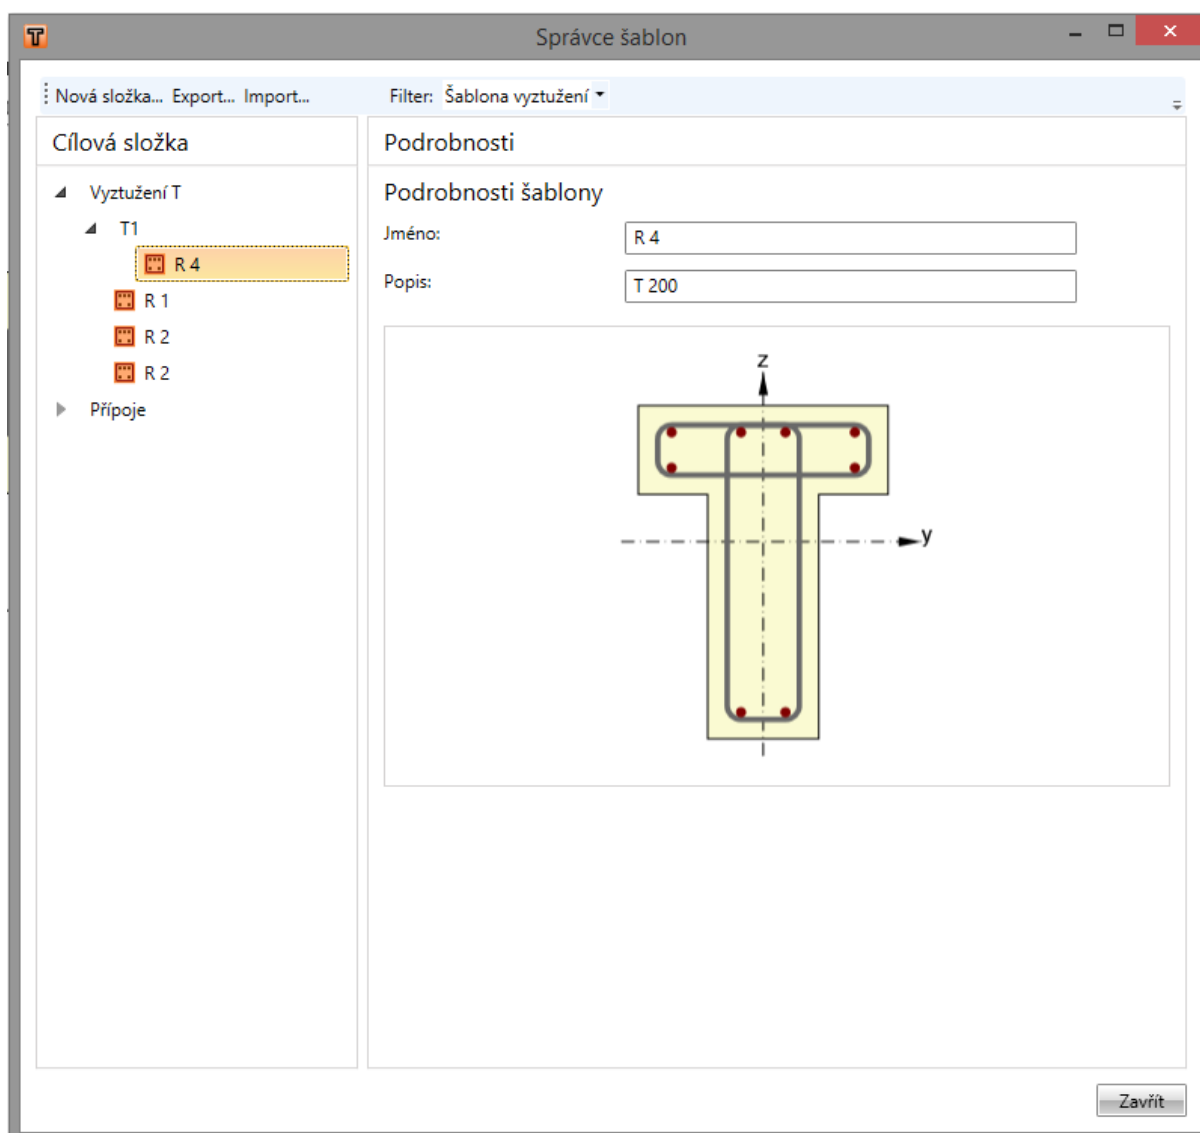 Správce šablon
Nová složka... Export... Import... Filter: Šablona vyztužení
Cílová složka
Vyztužení T
T1
R 4
R 1
R 2
R 2
Přípoje
Podrobnosti
Podrobnosti šablony
Jméno: R 4
Popis: T 200
z
y
Zavřít